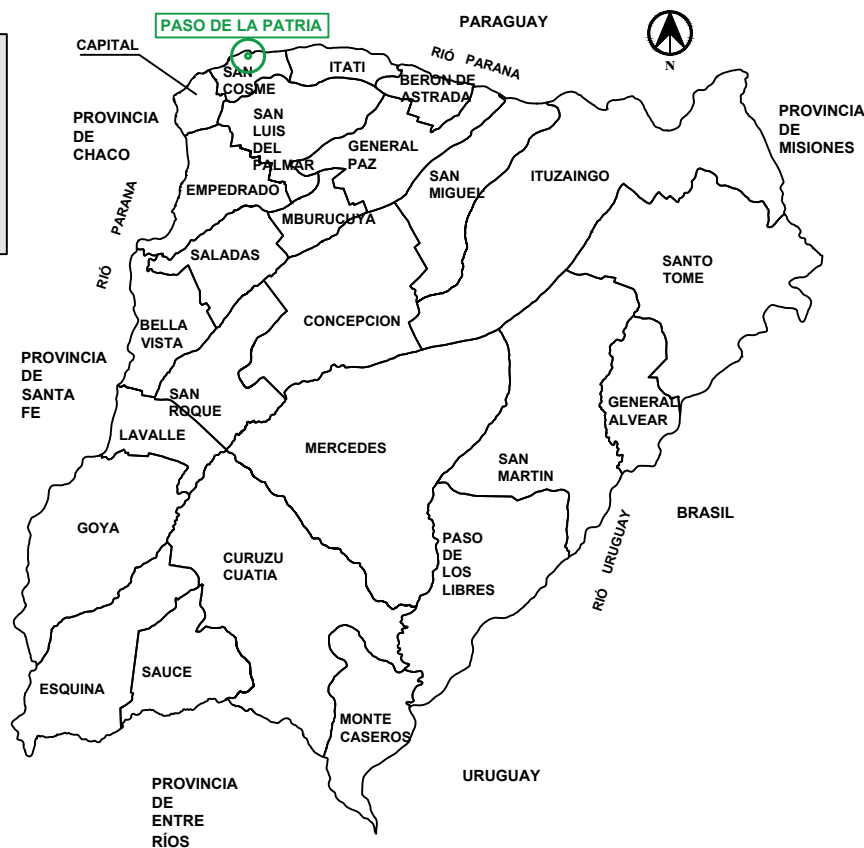 PASO DE LA PATRIA
PARAGUAY
CAPITAL
RIÓ PARANA
N
ITATI
SAN
COSME
BERON DE
ASTRADA
PROVINCIA
DE
CHACO
PROVINCIA
DE
MISIONES
SAN
LUIS
DEL
PALMAR
GENERAL
PAZ
SAN
MIGUEL
ITUZAINGO
EMPEDRADO
MBURUCUYA
RIÓ PARANA
SALADAS
SANTO
TOME
BELLA
VISTA
CONCEPCION
PROVINCIA
DE
SANTA
FE
SAN
ROQUE
GENERAL
ALVEAR
LAVALLE
MERCEDES
SAN
MARTIN
GOYA
BRASIL
PASO
DE
LOS
LIBRES
RIÓ URUGUAY
CURUZU
CUATIA
ESQUINA
SAUCE
MONTE
CASEROS
URUGUAY
PROVINCIA
DE
ENTRE
RÍOS